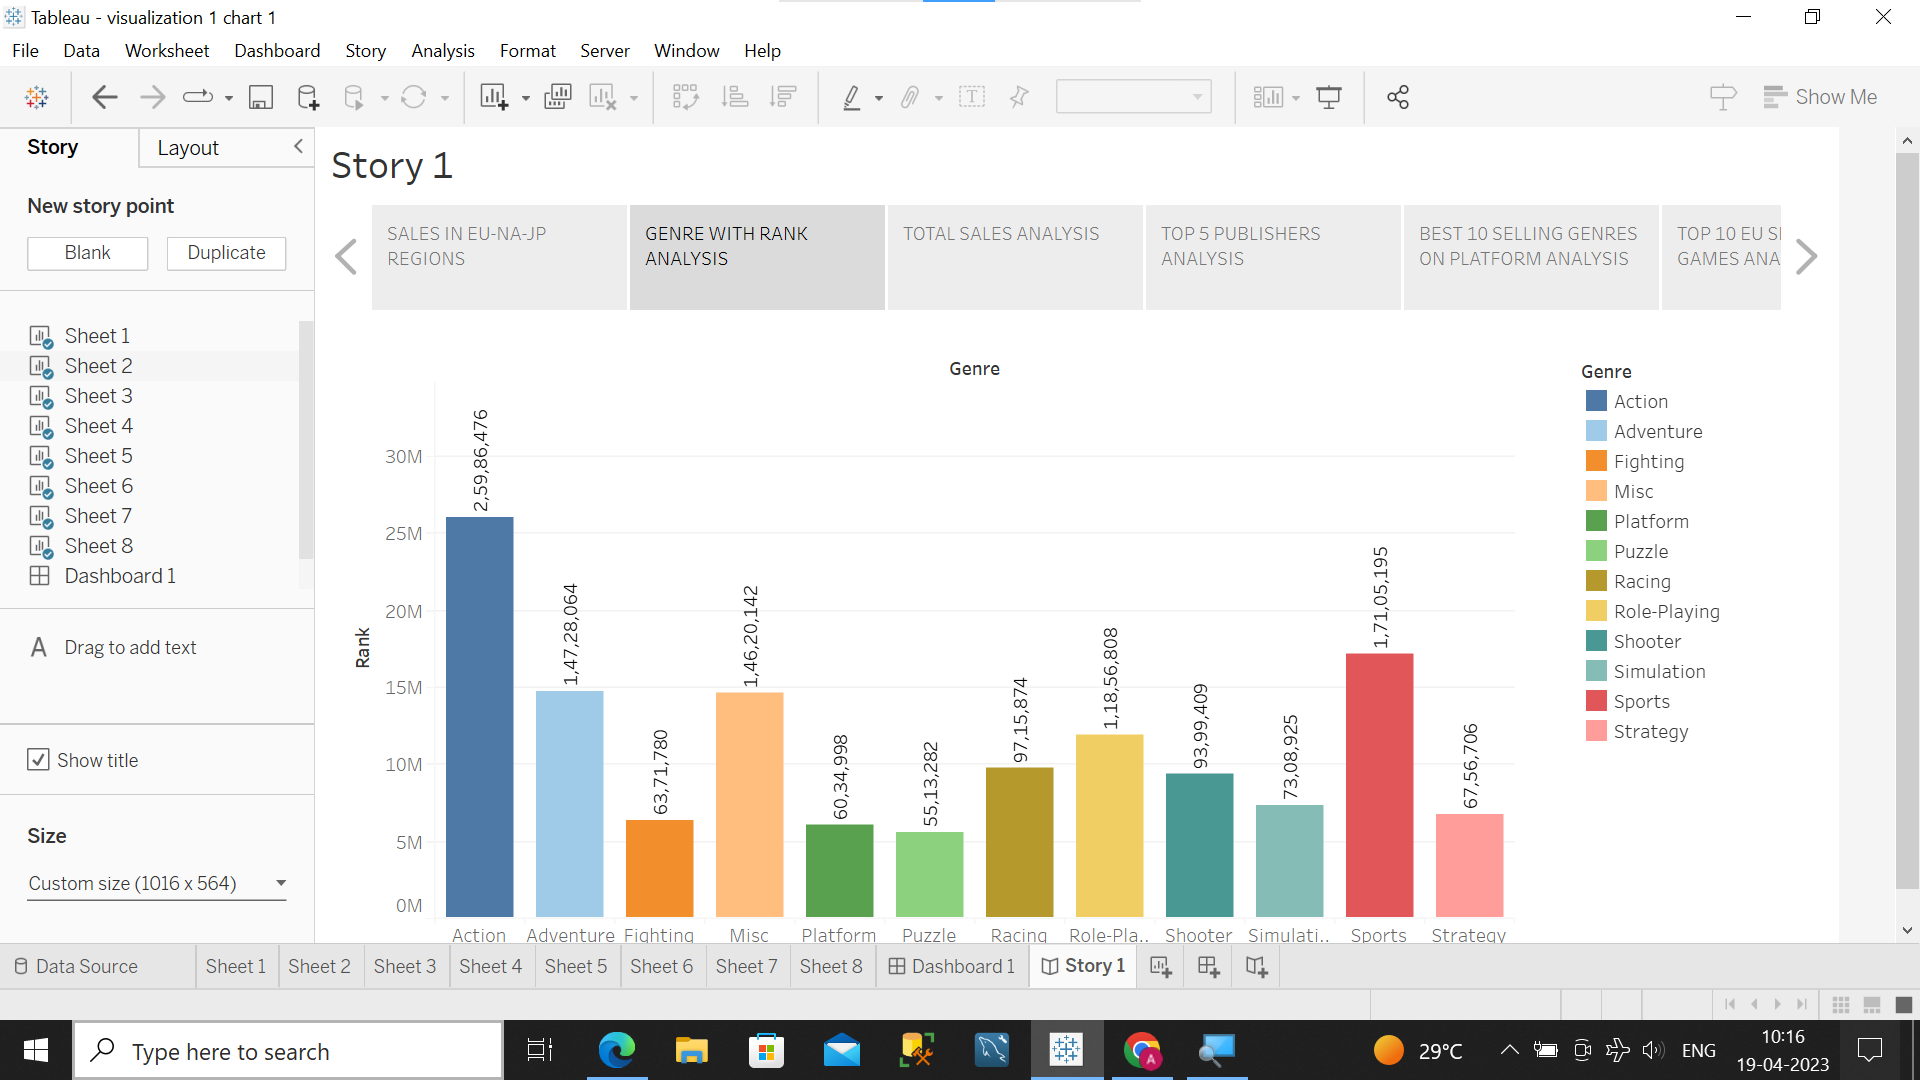 Tableau - visualization 1 chart 1
File Data Worksheet Dashboard Story Analysis Format Server Window Help
Show Me
Story Layout
New story point
Blank Duplicate
Sheet 1
Sheet 2
Sheet 3
Sheet 4
Sheet 5
Sheet 6
Sheet 7
Sheet 8
Dashboard 1
A Drag to add text
Show title
Size
Custom size (1016 x 564)
Story 1
SALES IN EU-NA-JP
REGIONS
GENRE WITH RANK
ANALYSIS
TOTAL SALES ANALYSIS
TOP 5 PUBLISHERS
ANALYSIS
BEST 10 SELLING GENRES
ON PLATFORM ANALYSIS
TOP 10 EU
GAMES ANA
Genre
Rank
30M
25M
20M
15M
10M
5M
0M
2,59,86,476
1,47,28,064
63,71,780
1,46,20,142
60,34,998
55,13,282
97,15,874
1,18,56,808
93,99,409
73,08,925
1,71,05,195
67,56,706
Action Adventure Fighting Misc Platform Puzzle Racing Role-Pla.. Shooter Simulati.. Sports Strategy
Genre
Action
Adventure
Fighting
Misc
Platform
Puzzle
Racing
Role-Playing
Shooter
Simulation
Sports
Strategy
Data Source Sheet 1 Sheet 2 Sheet 3 Sheet 4 Sheet 5 Sheet 6 Sheet 7 Sheet 8 Dashboard 1 Story 1
Type here to search
A
29°C
ENG
10:16
19-04-2023